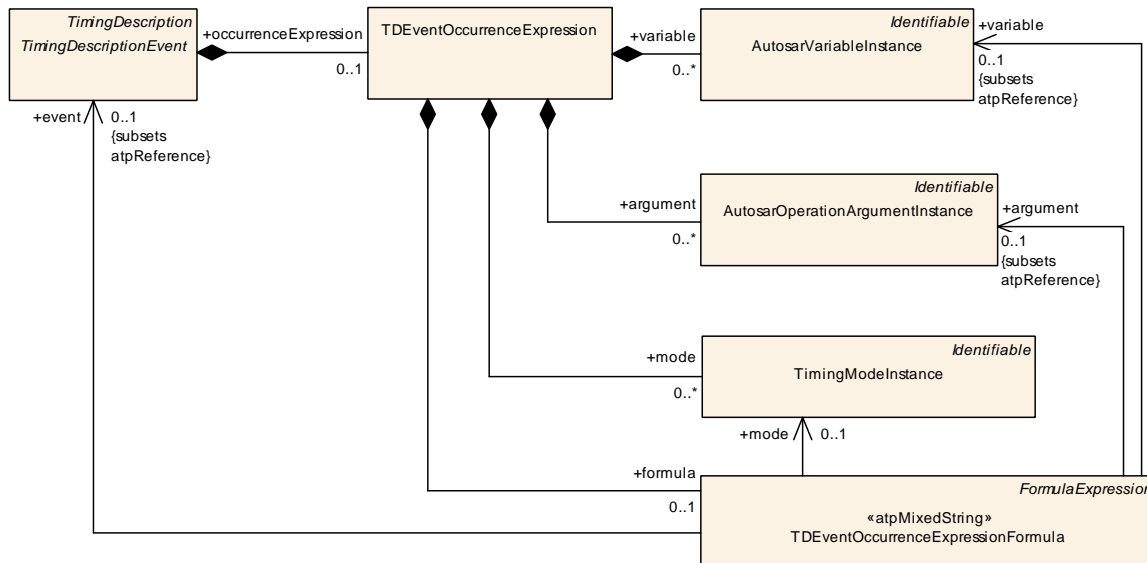 TimingDescription
TimingDescriptionEvent
+occurrenceExpression
0..1
TDEventOccurrenceExpression
+variable
0..*
Identifiable
AutosarVariableInstance
+variable
0..1
{subsets
atpReference}
+event
0..1
{subsets
atpReference}
+argument
0..*
Identifiable
AutosarOperationArgumentInstance
+argument
0..1
{subsets
atpReference}
+mode
0..*
Identifiable
TimingModeInstance
+mode
0..1
+formula
0..1
FormulaExpression
«atpMixedString»
TDEventOccurrenceExpressionFormula